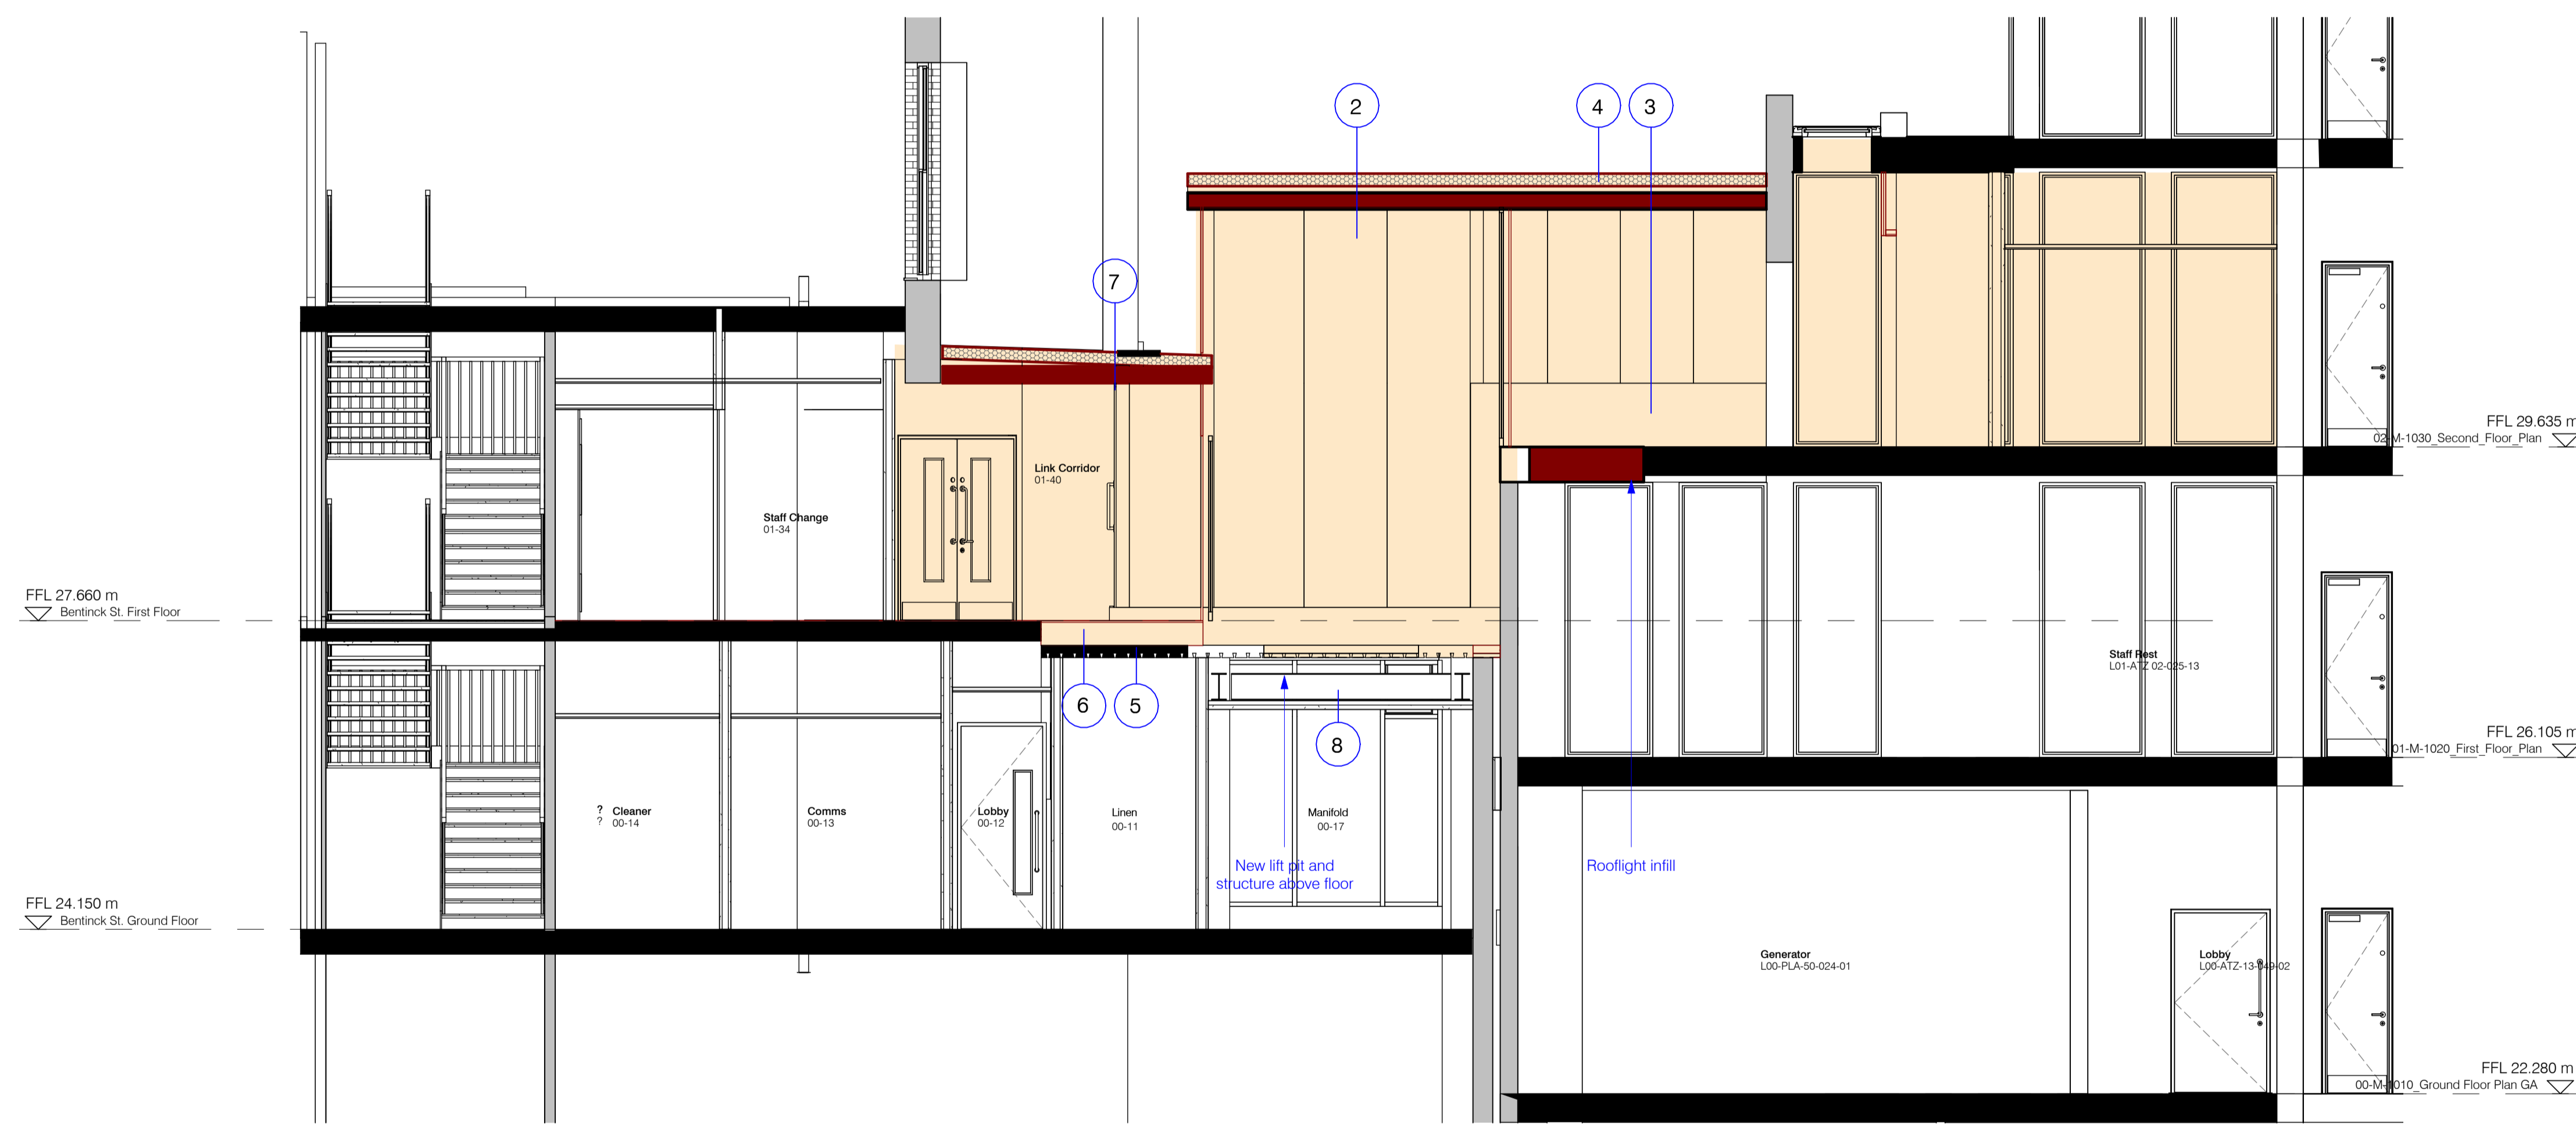 2
4
3
7
FFL 29.635 m
02-M-1030_Second_Floor_Plan
Link Corridor
01-40
Staff Change
01-34
FFL 27.660 m
Bentinck St. First Floor
Staff Rest
L01-ATZ 02-025-13
6
5
8
FFL 26.105 m
01-M-1020_First_Floor_Plan
? Cleaner
? 00-14
Comms
00-13
Lobby
00-12
Linen
00-11
Manifold
00-17
New lift pit and
structure above floor
Rooflight infill
FFL 24.150 m
Bentinck St. Ground Floor
Generator
L00-PLA-50-024-01
Lobby
L00-ATZ-13-049-02
FFL 22.280 m
00-M-1010_Ground Floor Plan GA